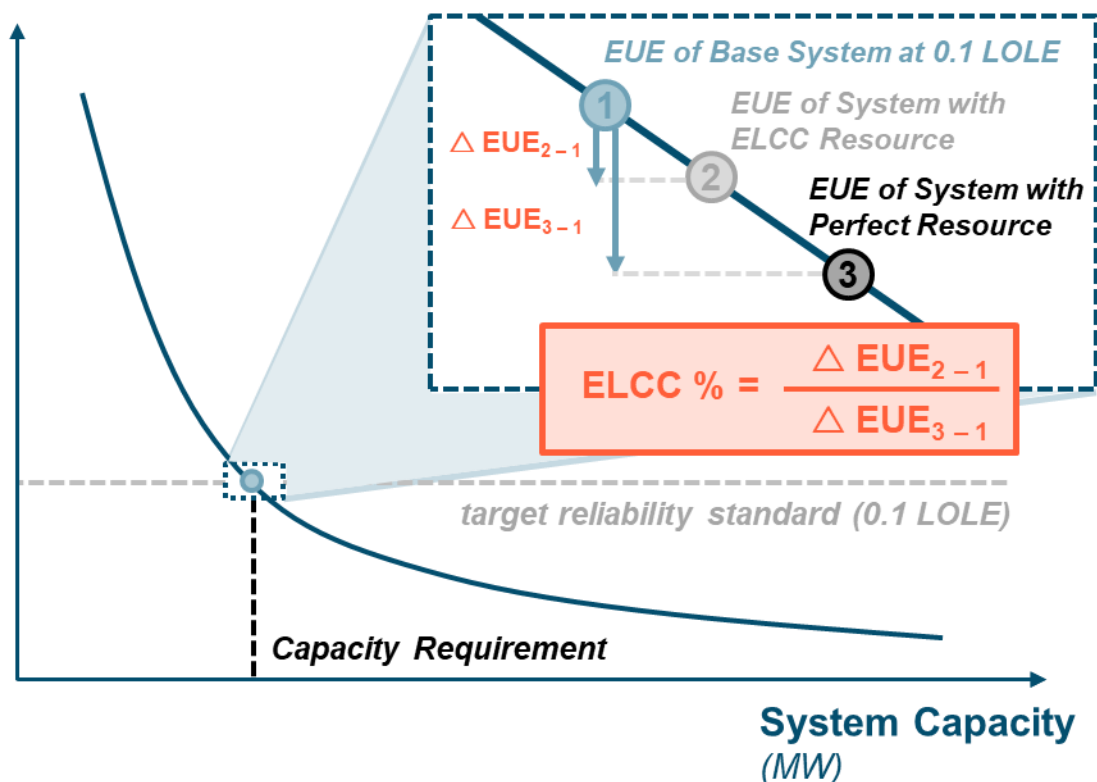 EUE of Base System at 0.1 LOLE
1
EUE of System with
ELCC Resource
△ EUE2 – 1
2
EUE of System with
Perfect Resource
△ EUE3 – 1
3
ELCC % = △ EUE2 – 1
△ EUE3 – 1
target reliability standard (0.1 LOLE)
Capacity Requirement
System Capacity
(MW)